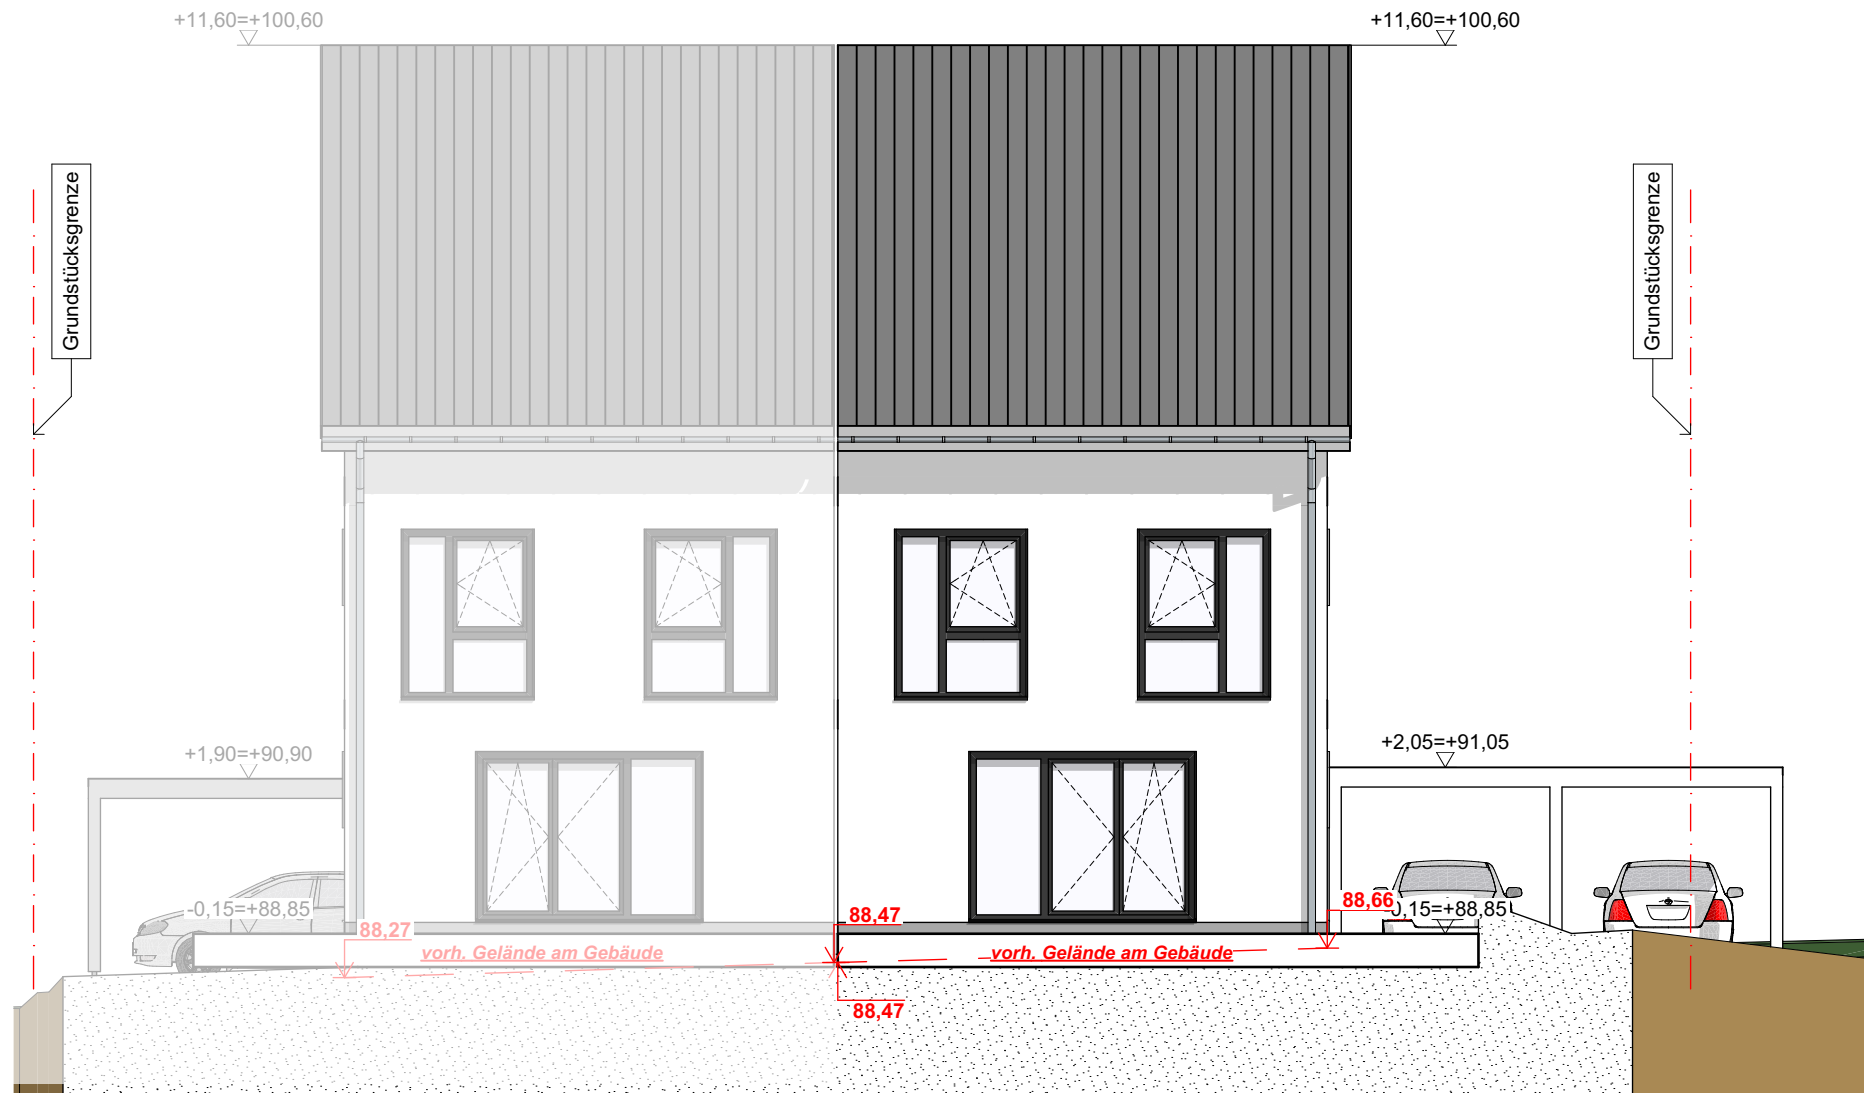 +11,60=+100,60
+11,60=+100,60
Grundstücksgrenze
Grundstücksgrenze
+1,90=+90,90
+2,05=+91,05
-0,15=+88,85
88,27
vorh. Gelände am Gebäude
88,47
vorh. Gelände am Gebäude
88,66
0,15=+88,85
88,47